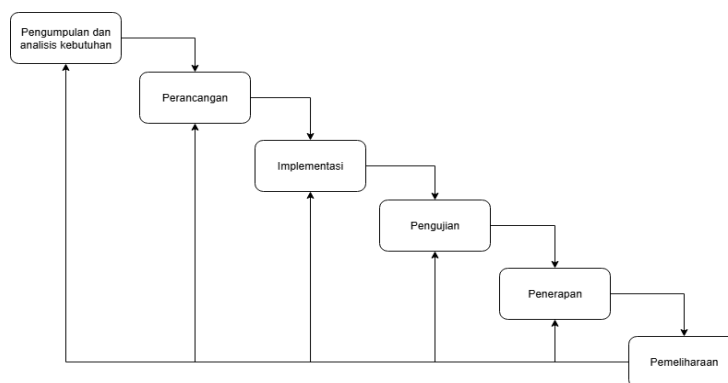 Pengumpulan dan
analisis kebutuhan
Perancangan
Implementasi
Pengujian
Penerapan
Pemeliharaan